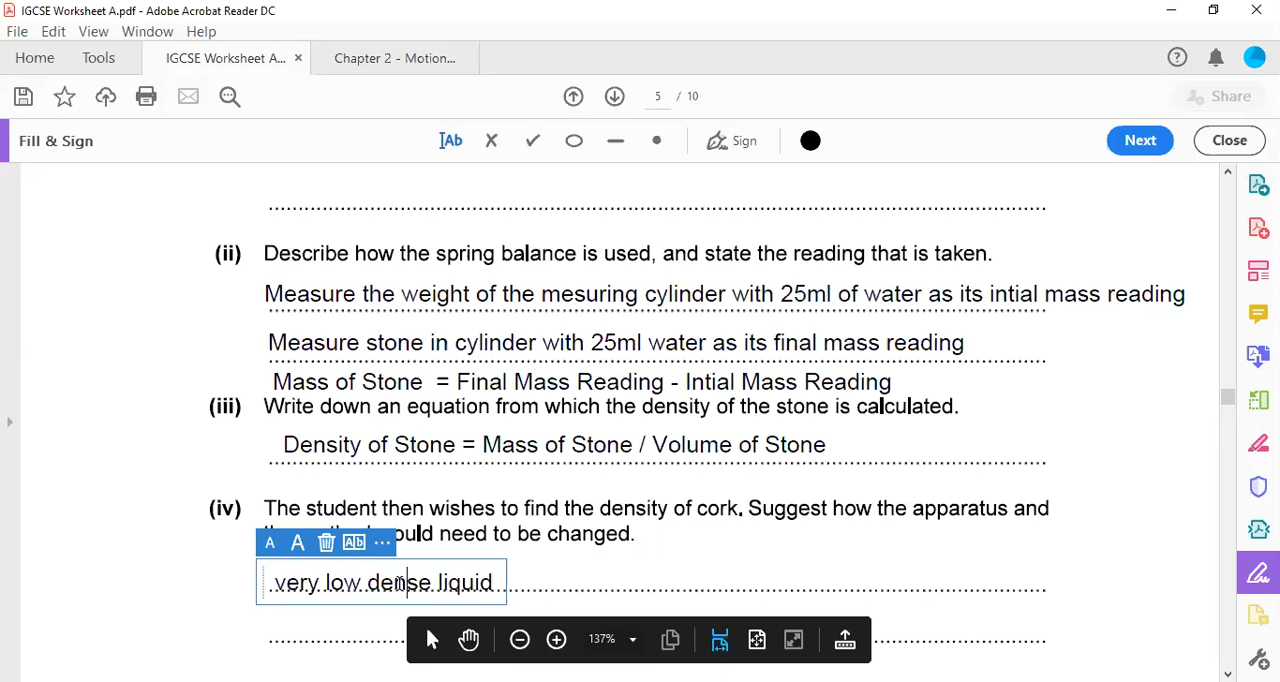 IGCSE Worksheet A.pdf - Adobe Acrobat Reader DC
File Edit View Window Help
Home Tools IGCSE Worksheet A... × Chapter 2 - Motion...
5 / 10 Share
Fill & Sign Ab Sign Next Close
(ii) Describe how the spring balance is used, and state the reading that is taken.
Measure the weight of the mesuring cylinder with 25ml of water as its intial mass reading
Measure stone in cylinder with 25ml water as its final mass reading
Mass of Stone = Final Mass Reading - Intial Mass Reading
(iii) Write down an equation from which the density of the stone is calculated.
Density of Stone = Mass of Stone / Volume of Stone
(iv) The student then wishes to find the density of cork. Suggest how the apparatus and
A A Ab ...
need to be changed.
very low dense liquid
137%